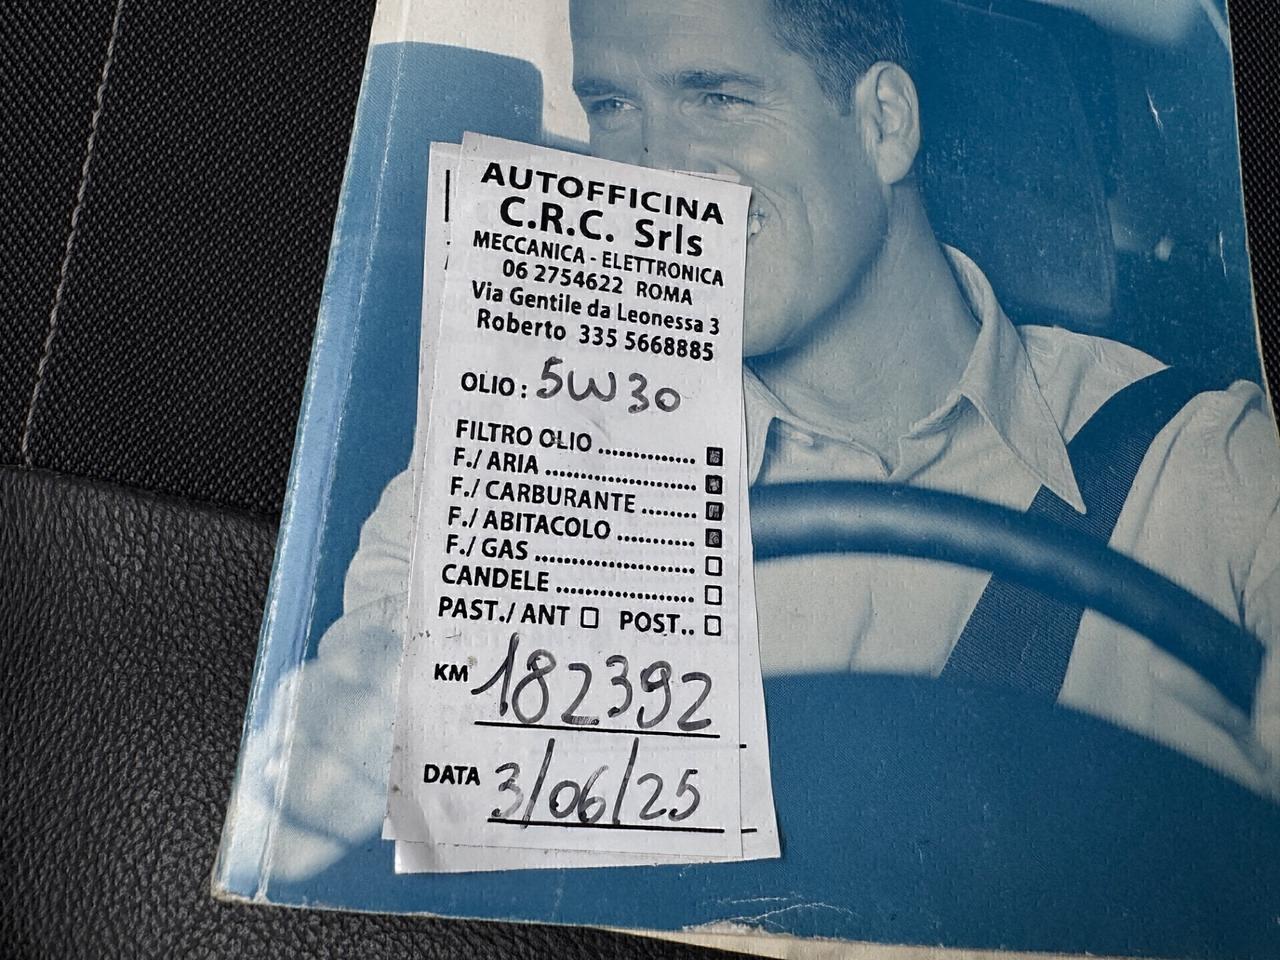 AUTOFFICINA
C.R.C. Srls
MECCANICA - ELETTRONICA
06 2754622 ROMA
Via Gentile da Leonessa 3
Roberto 335 5668885
OLIO: 5W30
FILTRO OLIO ..............
F./ARIA ......................
F./CARBURANTE ........
F./ABITACOLO ...........
F./GAS .......................
CANDELE ....................
PAST./ANT ☐ POST.. ☐
KM 182392
DATA 3/06/25